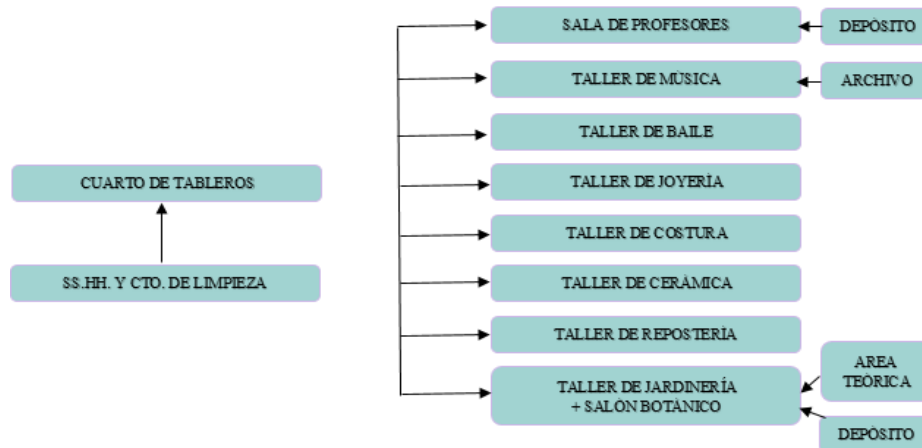 SALA DE PROFESORES
DEPÓSITO
TALLER DE MÚSICA
ARCHIVO
TALLER DE BAILE
CUARTO DE TABLEROS
TALLER DE JOYERÍA
TALLER DE COSTURA
SS.HH. Y CTO. DE LIMPIEZA
TALLER DE CERÁMICA
TALLER DE REPOSTERÍA
AREA
TEÓRICA
TALLER DE JARDINERÍA
+ SALÓN BOTÁNICO
DEPÓSITO